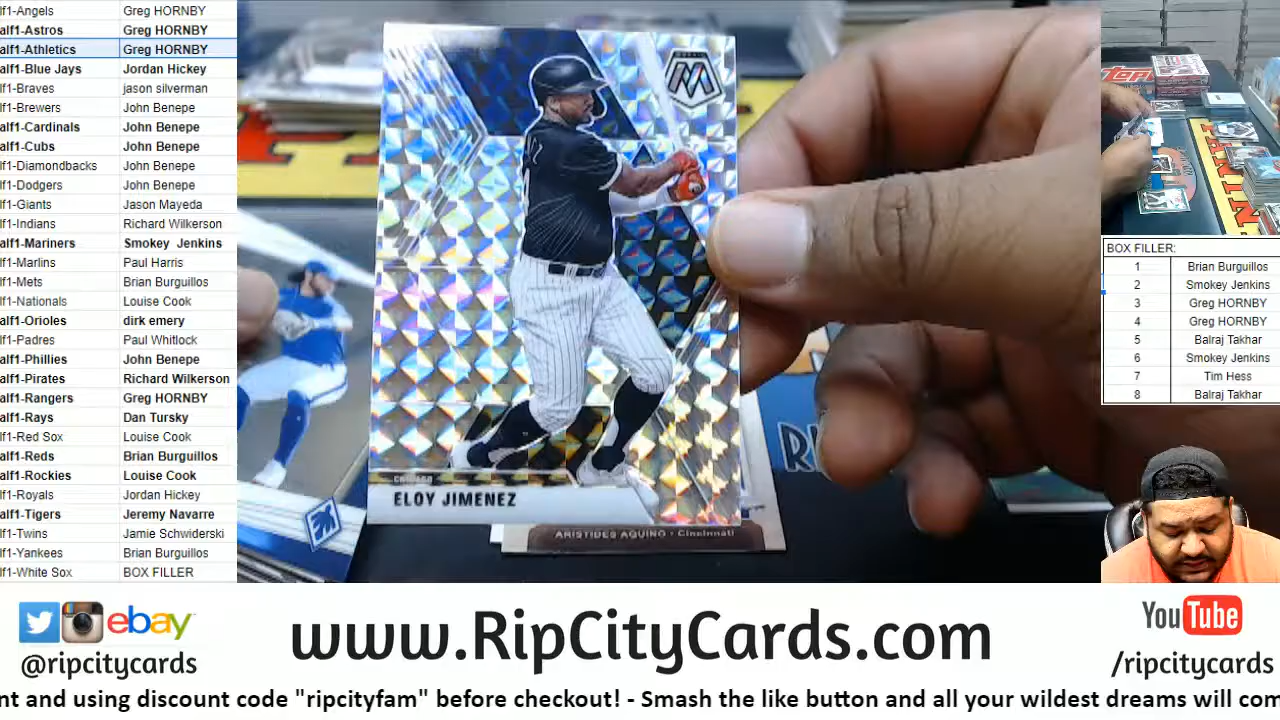 lf1-Angels Greg HORNBY
alf1-Astros Greg HORNBY
alf1-Athletics Greg HORNBY
alf1-Blue Jays Jordan Hickey
lf1-Braves jason silverman
lf1-Brewers John Benepe
alf1-Cardinals John Benepe
alf1-Cubs John Benepe
lf1-Diamondbacks John Benepe
lf1-Dodgers John Benepe
lf1-Giants Jason Mayeda
lf1-Indians Richard Wilkerson
alf1-Mariners Smokey Jenkins
lf1-Marlins Paul Harris
lf1-Mets Brian Burguillos
lf1-Nationals Louise Cook
alf1-Orioles dirk emery
lf1-Padres Paul Whitlock
alf1-Phillies John Benepe
alf1-Pirates Richard Wilkerson
alf1-Rangers Greg HORNBY
alf1-Rays Dan Tursky
lf1-Red Sox Louise Cook
alf1-Reds Brian Burguillos
alf1-Rockies Louise Cook
lf1-Royals Jordan Hickey
alf1-Tigers Jeremy Navarre
lf1-Twins Jamie Schwiderski
lf1-Yankees Brian Burguillos
lf1-White Sox BOX FILLER
MOSAIC
CHICAGO
ELOY JIMENEZ
ARISTIDES AQUINO • Cincinnati
BOX FILLER:
1 Brian Burguillos
2 Smokey Jenkins
3 Greg HORNBY
4 Greg HORNBY
5 Balraj Takhar
6 Smokey Jenkins
7 Tim Hess
8 Balraj Takhar
ebay
@ripcitycards
www.RipCityCards.com
YouTube
/ripcitycards
nt and using discount code "ripcityfam" before checkout! - Smash the like button and all your wildest dreams will com